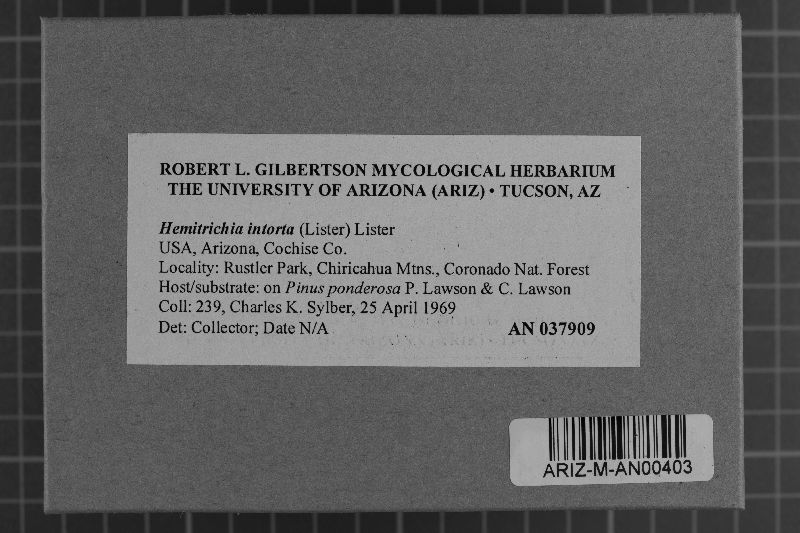 ROBERT L. GILBERTSON MYCOLOGICAL HERBARIUM
THE UNIVERSITY OF ARIZONA (ARIZ) • TUCSON, AZ
Hemitrichia intorta (Lister) Lister
USA, Arizona, Cochise Co.
Locality: Rustler Park, Chiricahua Mtns., Coronado Nat. Forest
Host/substrate: on Pinus ponderosa P. Lawson & C. Lawson
Coll: 239, Charles K. Sylber, 25 April 1969
Det: Collector; Date N/A AN 037909
ARIZ-M-AN00403